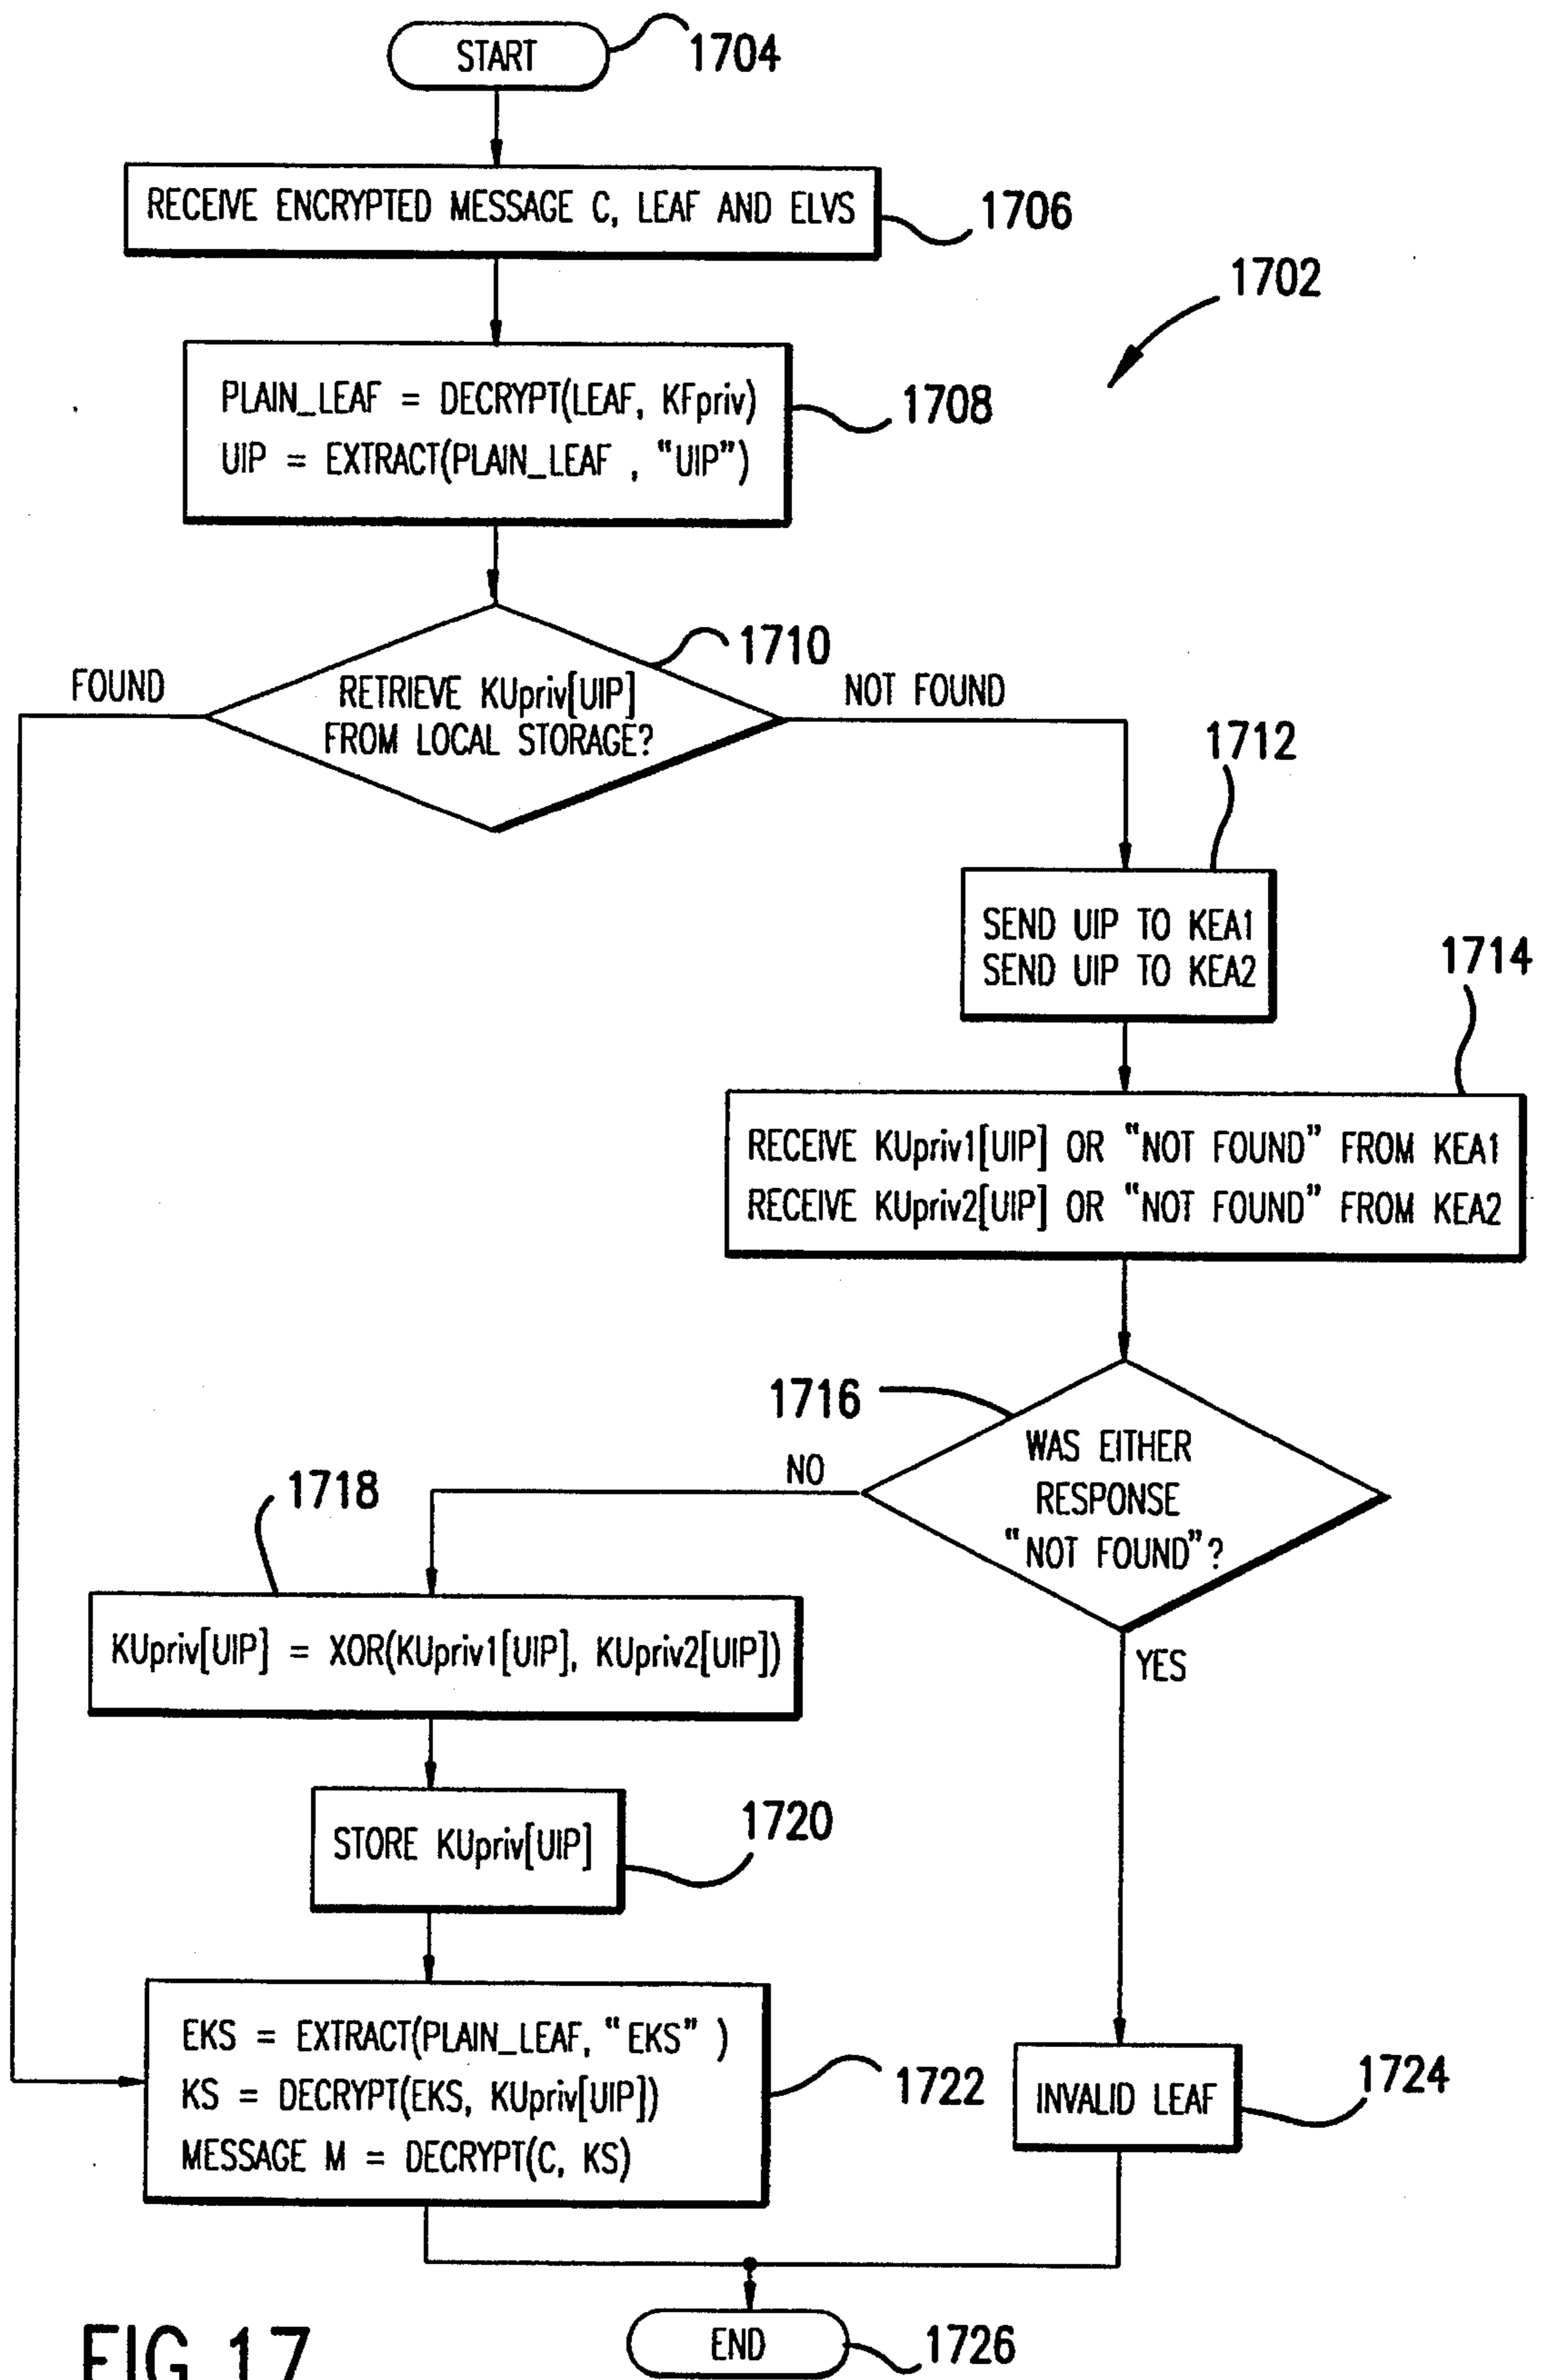 START
1704
RECEIVE ENCRYPTED MESSAGE C, LEAF AND ELVS
1706
1702
PLAIN_LEAF = DECRYPT(LEAF, KFpriv)
UIP = EXTRACT(PLAIN_LEAF , "UIP")
1708
1710
FOUND
RETRIEVE KUpriv[UIP]
FROM LOCAL STORAGE?
NOT FOUND
1712
SEND UIP TO KEA1
SEND UIP TO KEA2
1714
RECEIVE KUpriv1[UIP] OR "NOT FOUND" FROM KEA1
RECEIVE KUpriv2[UIP] OR "NOT FOUND" FROM KEA2
1716
WAS EITHER
RESPONSE
"NOT FOUND"?
NO
YES
1718
KUpriv[UIP] = XOR(KUpriv1[UIP], KUpriv2[UIP])
STORE KUpriv[UIP]
1720
EKS = EXTRACT(PLAIN_LEAF, "EKS" )
KS = DECRYPT(EKS, KUpriv[UIP])
MESSAGE M = DECRYPT(C, KS)
1722
INVALID LEAF
1724
END
1726
FIG. 17